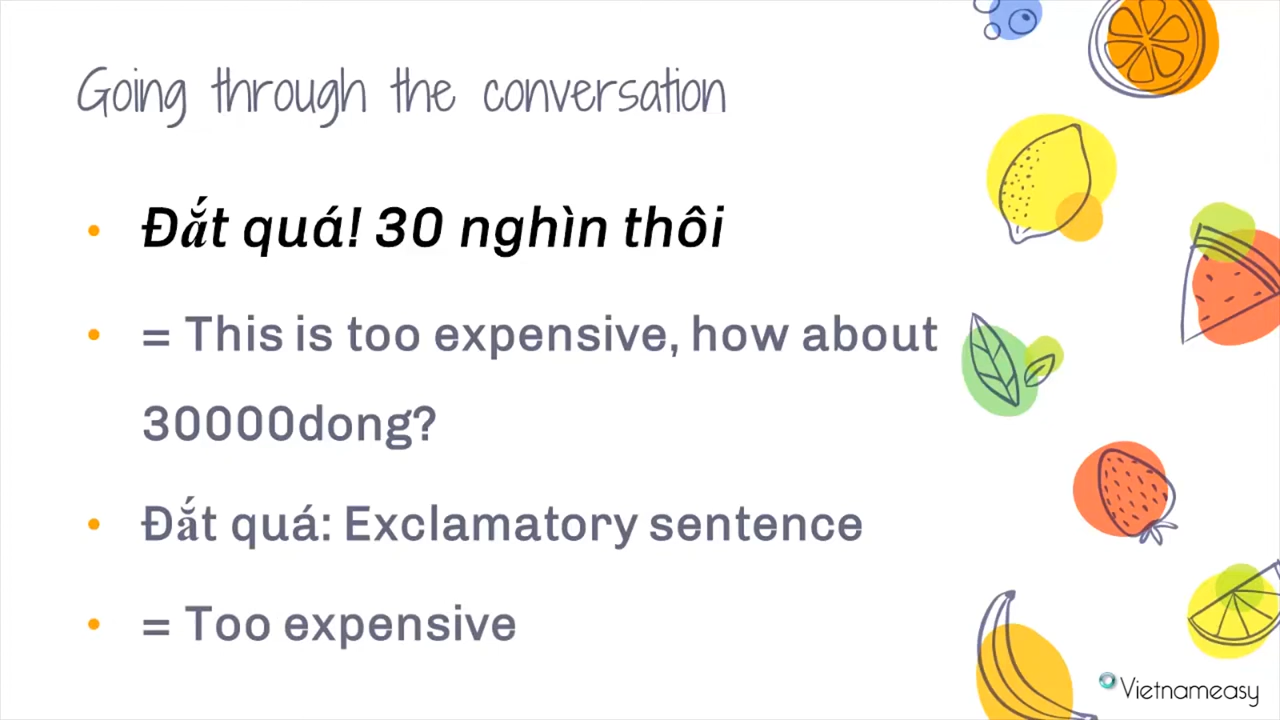 Going through the conversation
Đắt quá! 30 nghìn thôi
= This is too expensive, how about
30000dong?
Đắt quá: Exclamatory sentence
= Too expensive
Vietnameasy